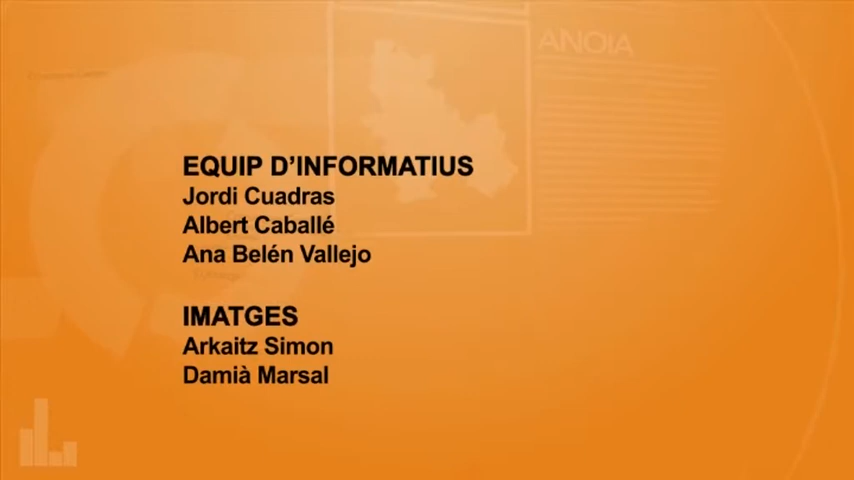 ANOIA
EQUIP D'INFORMATIUS
Jordi Cuadras
Albert Caballé
Ana Belén Vallejo
IMATGES
Arkaitz Simon
Damià Marsal